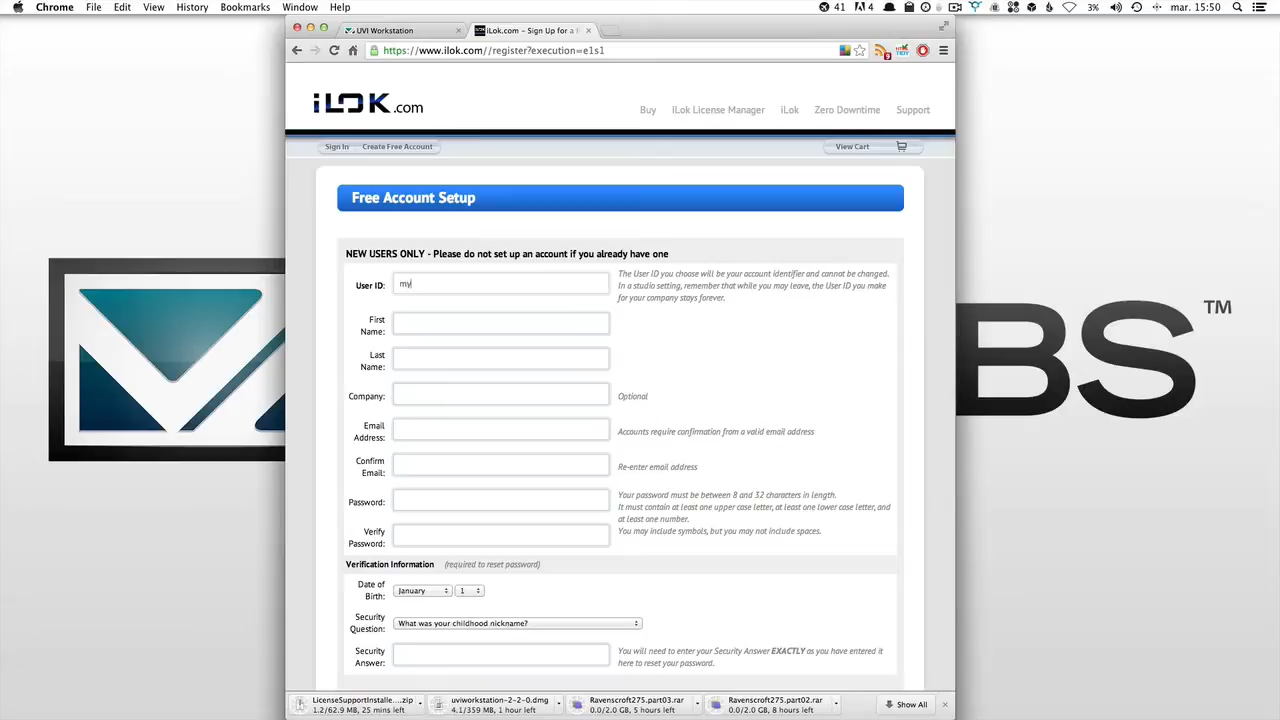 Chrome File Edit View History Bookmarks Window Help 41 4 3% mar. 15:50
UVI Workstation iLok.com – Sign Up for a f
https://www.ilok.com//register?execution=e1s1 9
iLOK.com
Buy iLok License Manager iLok Zero Downtime Support
Sign In Create Free Account View Cart
Free Account Setup
NEW USERS ONLY - Please do not set up an account if you already have one
User ID: my
The User ID you choose will be your account identifier and cannot be changed.
In a studio setting, remember that while you may leave, the User ID you make
for your company stays forever.
First
Name:
Last
Name:
Company: Optional
Email
Address: Accounts require confirmation from a valid email address
Confirm
Email: Re-enter email address
Password:
Your password must be between 8 and 32 characters in length.
It must contain at least one upper case letter, at least one lower case letter, and
at least one number.
You may include symbols, but you may not include spaces.
Verify
Password:
Verification Information (required to reset password)
Date of
Birth: January 1
Security
Question: What was your childhood nickname?
Security
Answer:
You will need to enter your Security Answer EXACTLY as you have entered it
here to reset your password.
BS™
LicenseSupportInstalle....zip
1.2/62.9 MB, 25 mins left
uviworkstation-2-2-0.dmg
4.1/359 MB, 1 hour left
Ravenscroft275.part03.rar
0.0/2.0 GB, 5 hours left
Ravenscroft275.part02.rar
0.0/2.0 GB, 8 hours left
Show All